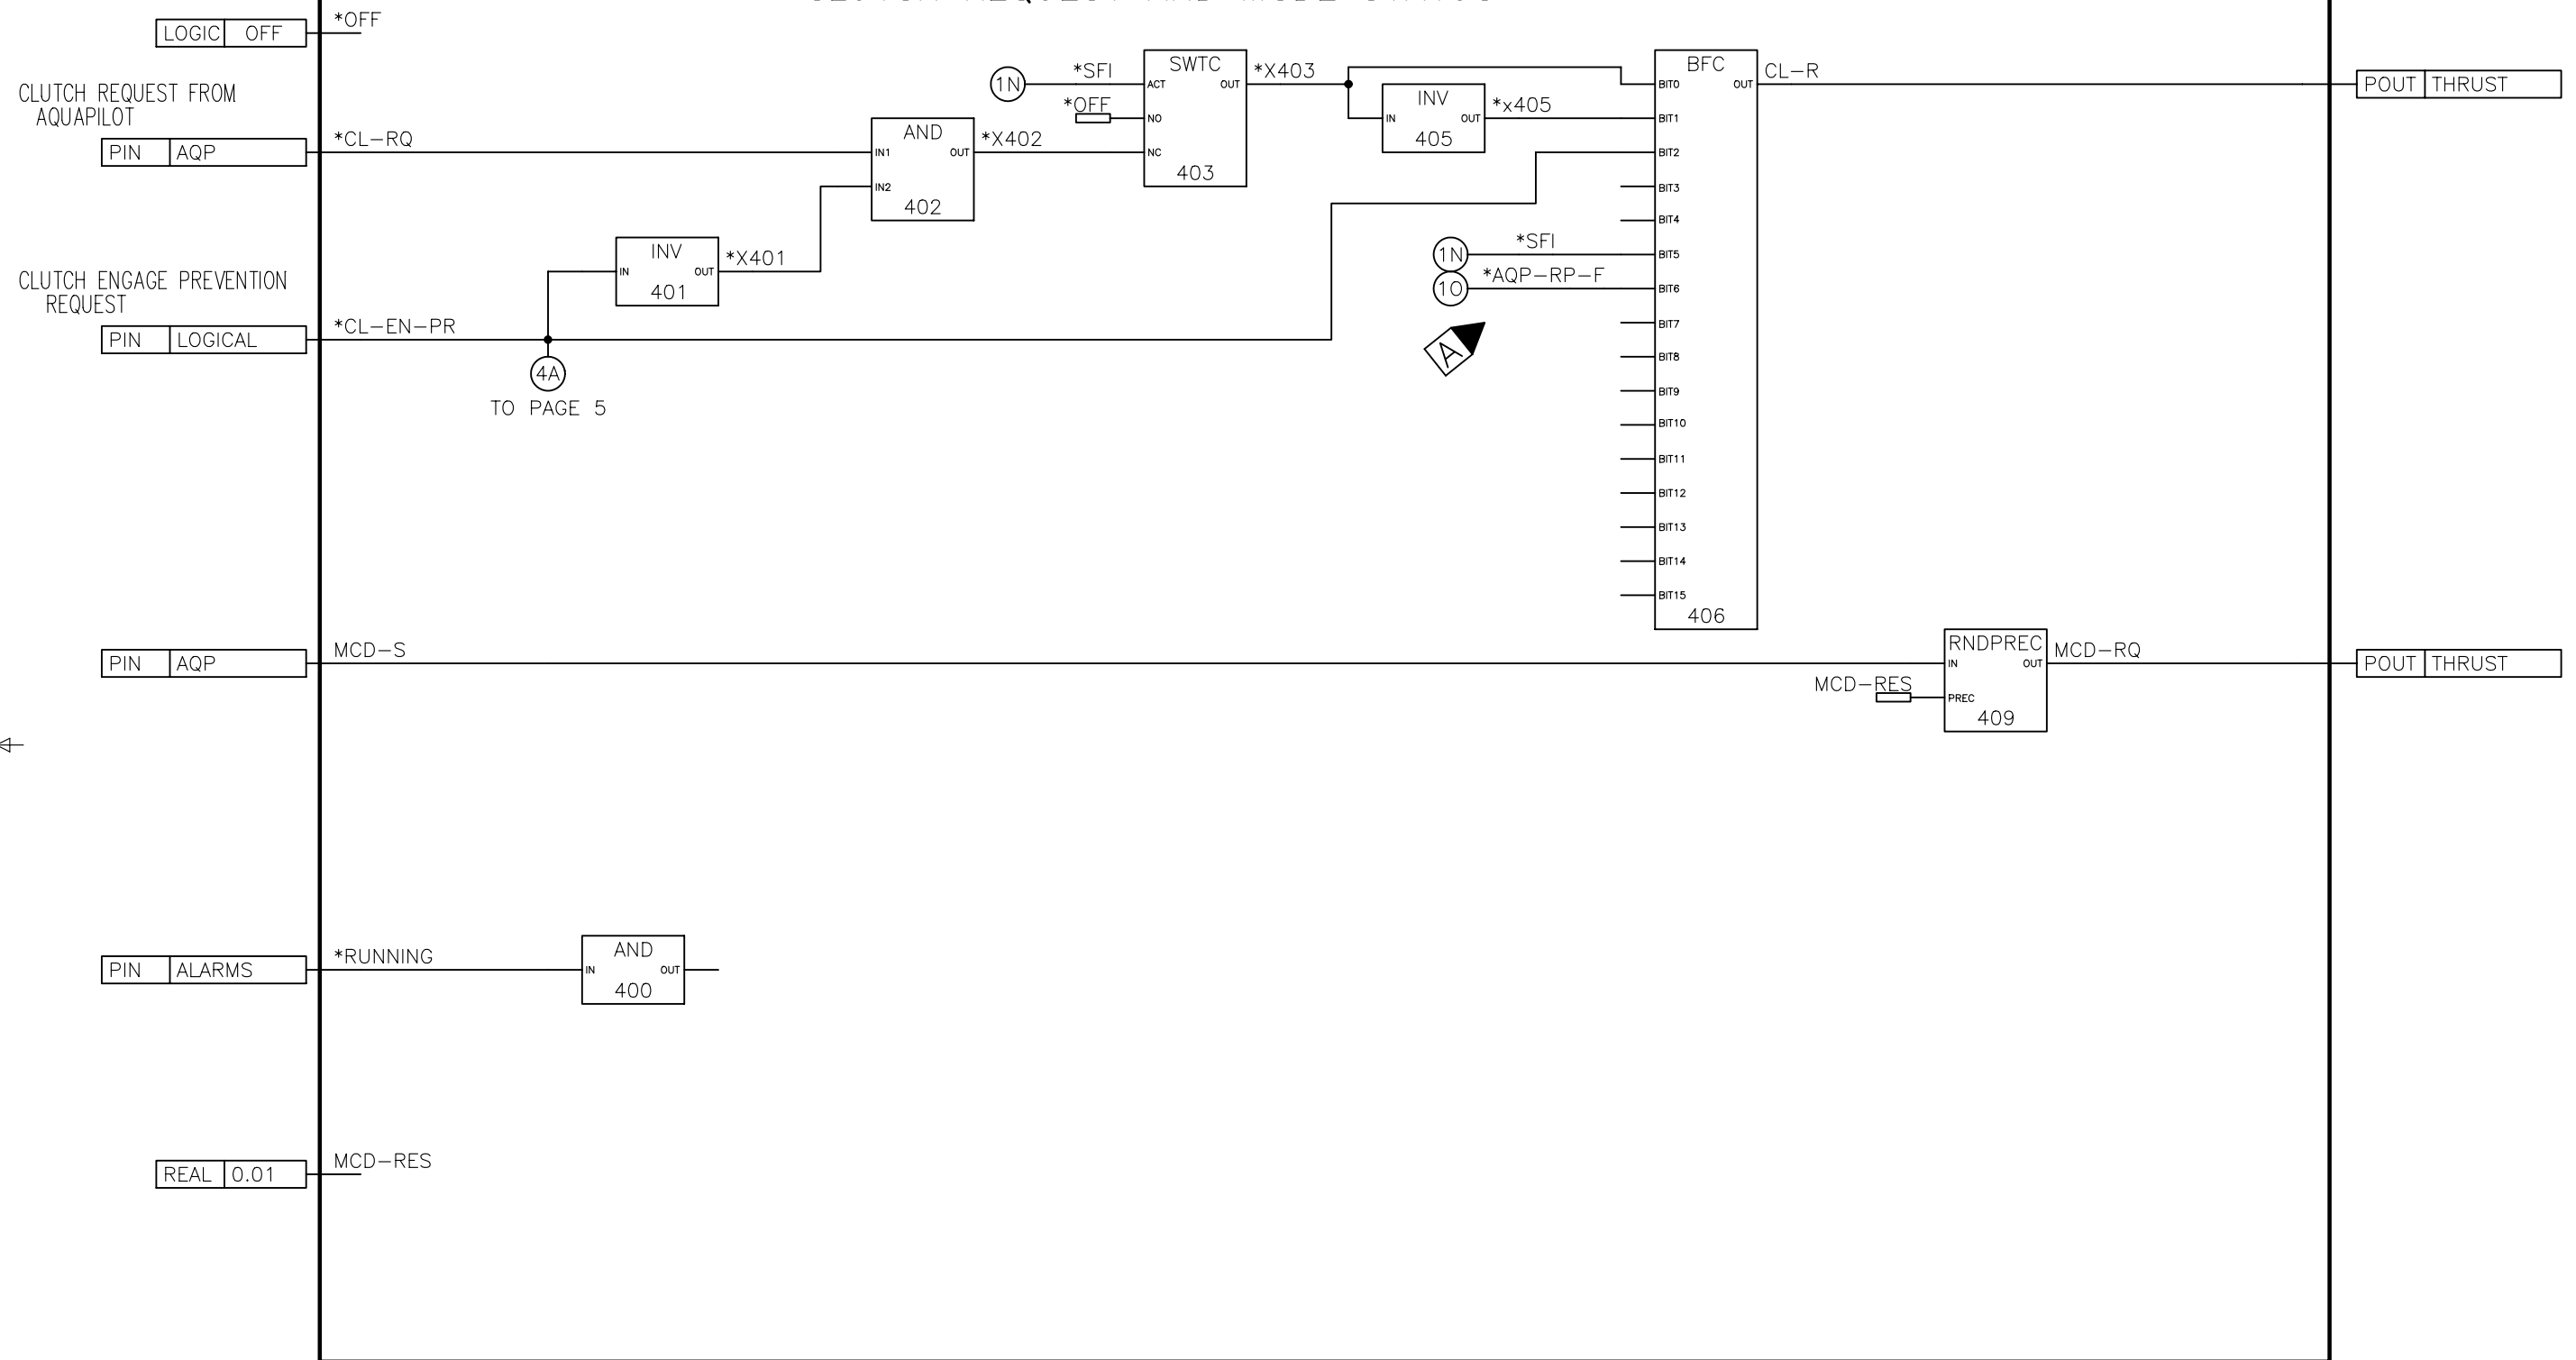 *OFF
LOGIC OFF
CLUTCH REQUEST FROM
AQUAPILOT
PIN AQP
*CL-RQ
AND
IN1
IN2
OUT
402
*X402
1N
*SFI
*OFF
SWTC
ACT
NO
NC
OUT
403
*X403
INV
IN
OUT
405
*x405
BFC
BIT0
BIT1
BIT2
BIT3
BIT4
BIT5
BIT6
BIT7
BIT8
BIT9
BIT10
BIT11
BIT12
BIT13
BIT14
BIT15
OUT
406
CL-R
POUT THRUST
INV
IN
OUT
401
*X401
1N
*SFI
10
*AQP-RP-F
A
CLUTCH ENGAGE PREVENTION
REQUEST
PIN LOGICAL
*CL-EN-PR
4A
TO PAGE 5
PIN AQP
MCD-S
MCD-RES
RNDPREC
IN
PREC
OUT
409
MCD-RQ
POUT THRUST
PIN ALARMS
*RUNNING
AND
IN
OUT
400
REAL 0.01
MCD-RES